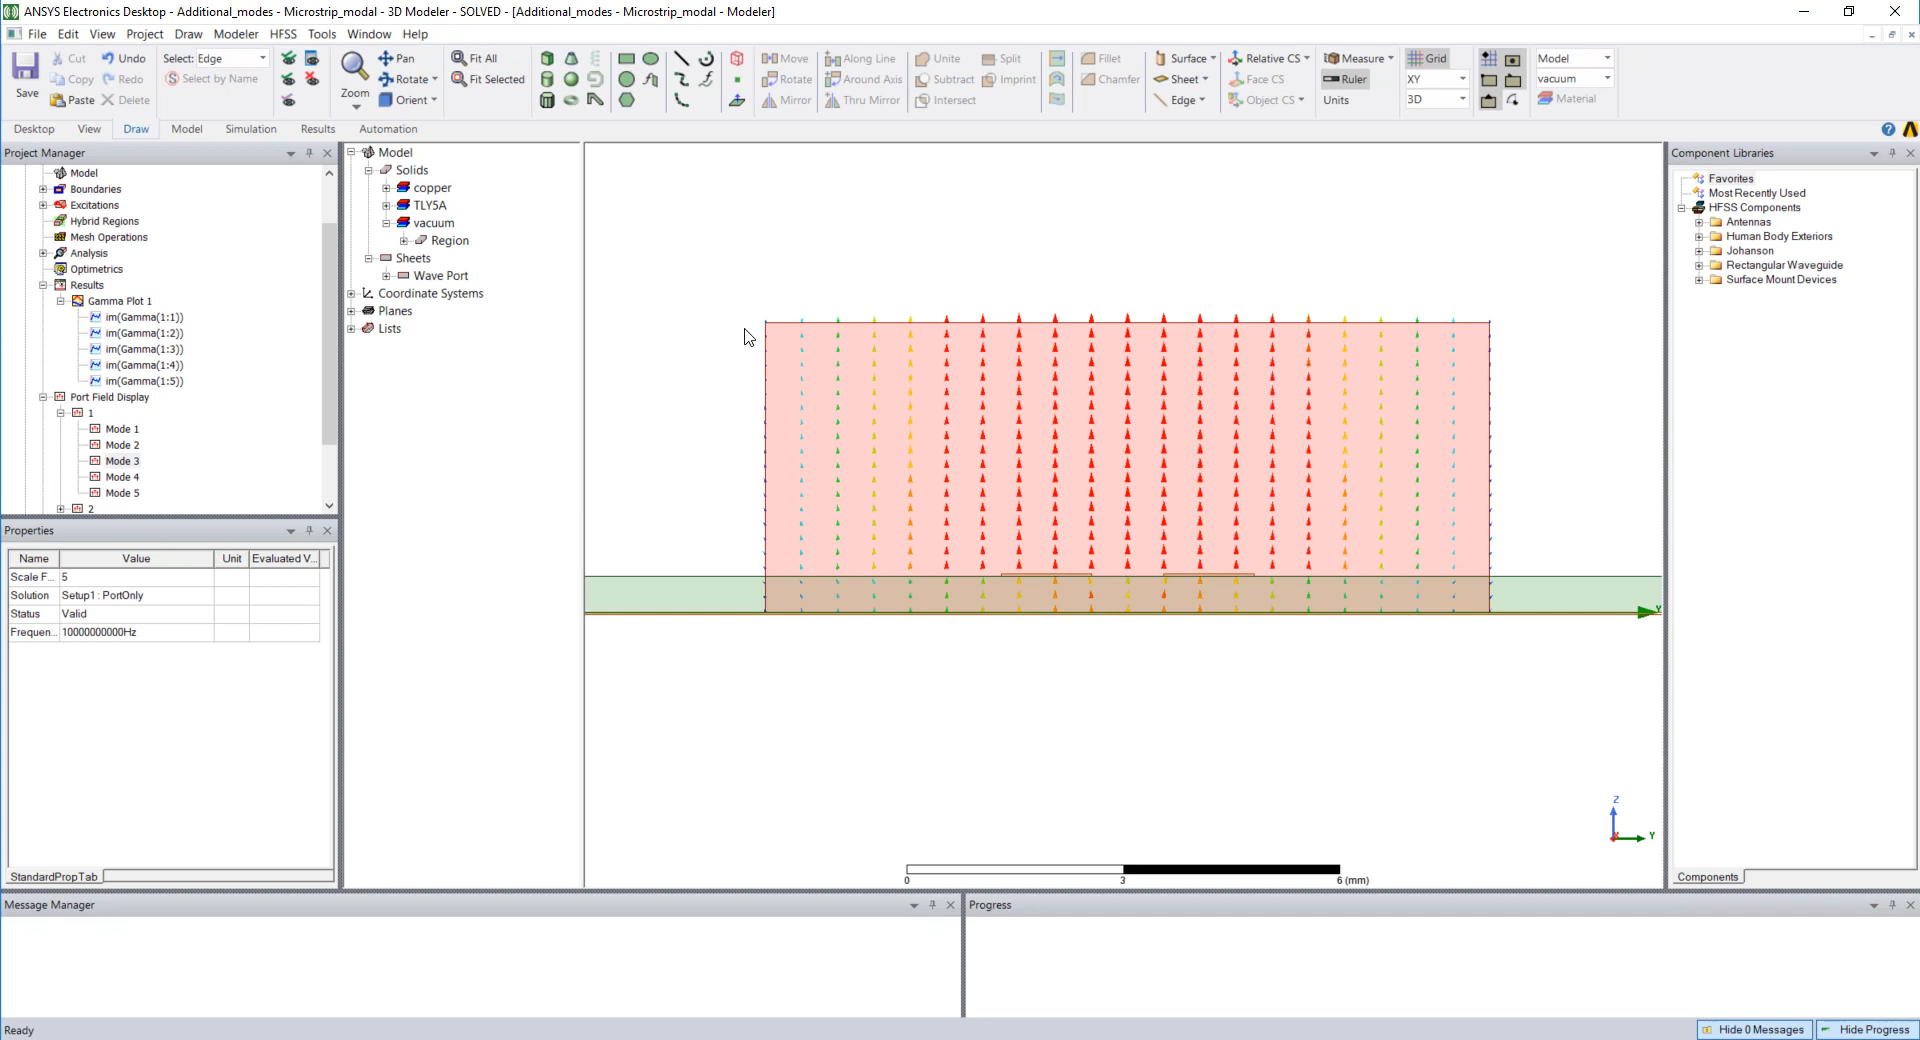 ANSYS Electronics Desktop - Additional_modes - Microstrip_modal - 3D Modeler - SOLVED - [Additional_modes - Microstrip_modal - Modeler]
File Edit View Project Draw Modeler HFSS Tools Window Help
Save
Cut Undo
Copy Redo
Paste Delete
Select: Edge
Select by Name
Zoom
Pan
Rotate
Orient
Fit All
Fit Selected
Move Along Line
Rotate Around Axis
Mirror Thru Mirror
Unite Split
Subtract Imprint
Intersect
Fillet
Chamfer
Surface
Sheet
Edge
Relative CS
Face CS
Object CS
Measure
Ruler
Units
Grid
XY
3D
Model
vacuum
Material
Desktop View Draw Model Simulation Results Automation
Project Manager
Model
Boundaries
Excitations
Hybrid Regions
Mesh Operations
Analysis
Optimetrics
Results
Gamma Plot 1
im(Gamma(1:1))
im(Gamma(1:2))
im(Gamma(1:3))
im(Gamma(1:4))
im(Gamma(1:5))
Port Field Display
1
Mode 1
Mode 2
Mode 3
Mode 4
Mode 5
2
Properties
Name Value Unit Evaluated V...
Scale F... 5
Solution Setup1 : PortOnly
Status Valid
Frequen... 10000000000Hz
StandardPropTab
Model
Solids
copper
TLY5A
vacuum
Region
Sheets
Wave Port
Coordinate Systems
Planes
Lists
Y
Z
X
Y
0 3 6 (mm)
Component Libraries
Favorites
Most Recently Used
HFSS Components
Antennas
Human Body Exteriors
Johanson
Rectangular Waveguide
Surface Mount Devices
Components
Message Manager
Progress
Ready
Hide 0 Messages
Hide Progress